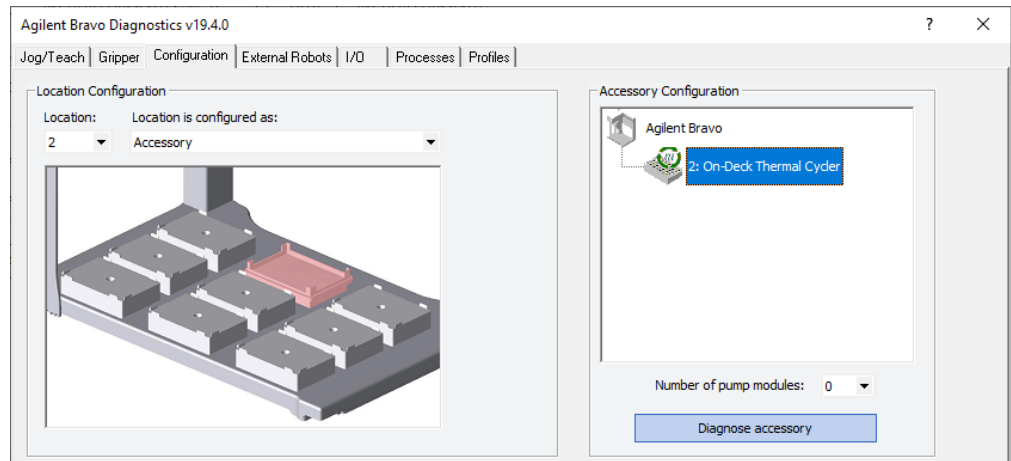 Agilent Bravo Diagnostics v19.4.0 ? ×
Jog/Teach Gripper Configuration External Robots I/O Processes Profiles
Location Configuration
Location: Location is configured as:
2 Accessory
Accessory Configuration
Agilent Bravo
2: On-Deck Thermal Cycler
Number of pump modules: 0
Diagnose accessory